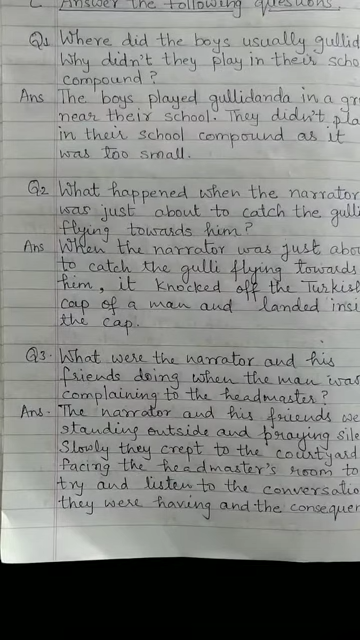 C Answer the following questions.
Q1 Where did the boys usually gullid
Why didn't they play in their scho
compound?
Ans The boys played gullidanda in a gr
near their school. They didn't pla
in their school compound as it
was too small.
Q2 What happened when the narrator
was just about to catch the gulli
flying towards him?
Ans When the narrator was just abo
to catch the gulli flying towards
him, it knocked off the Turkis
cap of a man and landed insi
the cap.
Q3. What were the narrator and his
friends doing when the man was
complaining to the headmaster?
Ans- The narrator and his friends we
standing outside and praying sile
Slowly they crept to the courtyard
facing the headmaster's room to
try and listen to the conversatio
they were having and the consequen